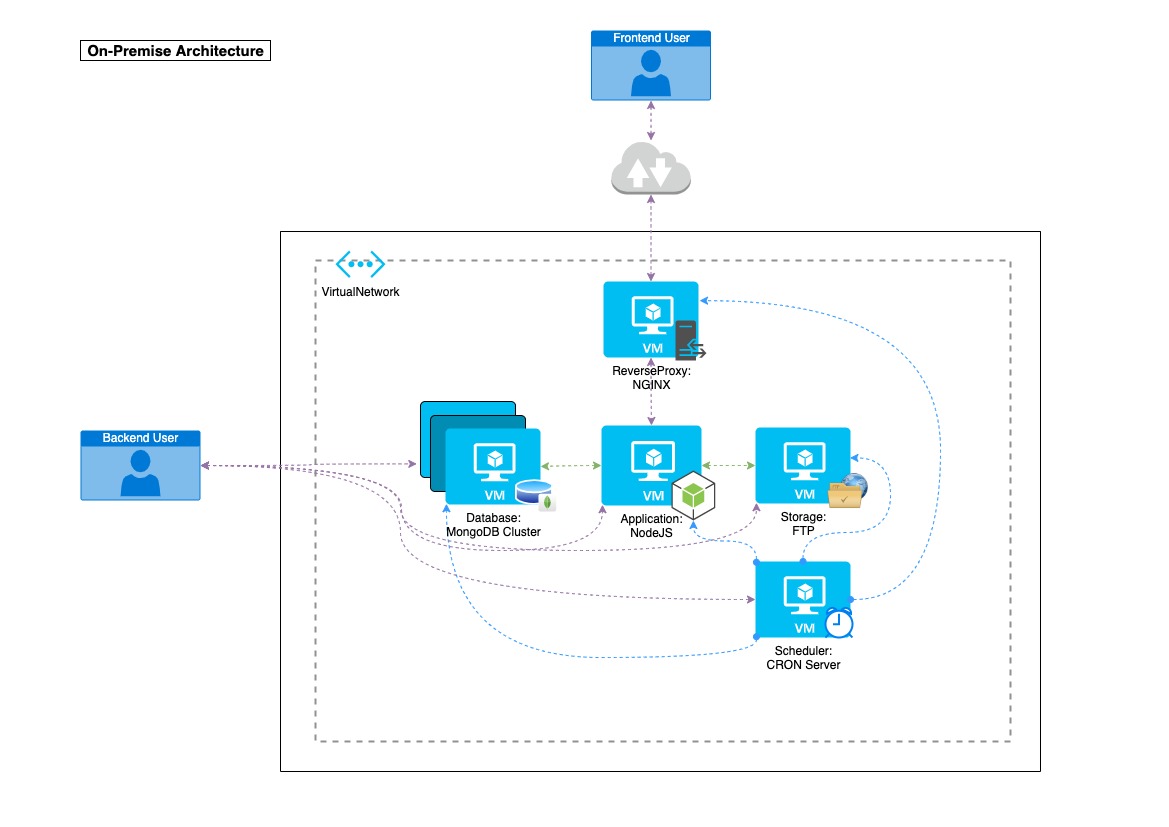 Frontend User
On-Premise Architecture
VirtualNetwork
VM
ReverseProxy:
NGINX
Backend User
VM
Database:
MongoDB Cluster
VM
Application:
NodeJS
VM
Storage:
FTP
VM
Scheduler:
CRON Server